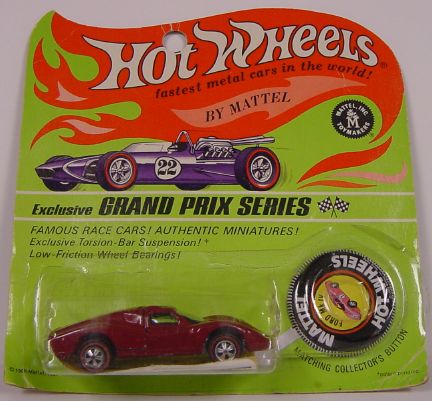 HOT WHEELS®
fastest metal cars in the world!
BY MATTEL
MATTEL, INC.
M
TOYMAKERS
22
Exclusive GRAND PRIX SERIES
FAMOUS RACE CARS! AUTHENTIC MINIATURES!
Exclusive Torsion-Bar Suspension!
Low-Friction Wheel Bearings!
HOT WHEELS
MATTEL
FORD
MATCHING COLLECTOR'S BUTTON